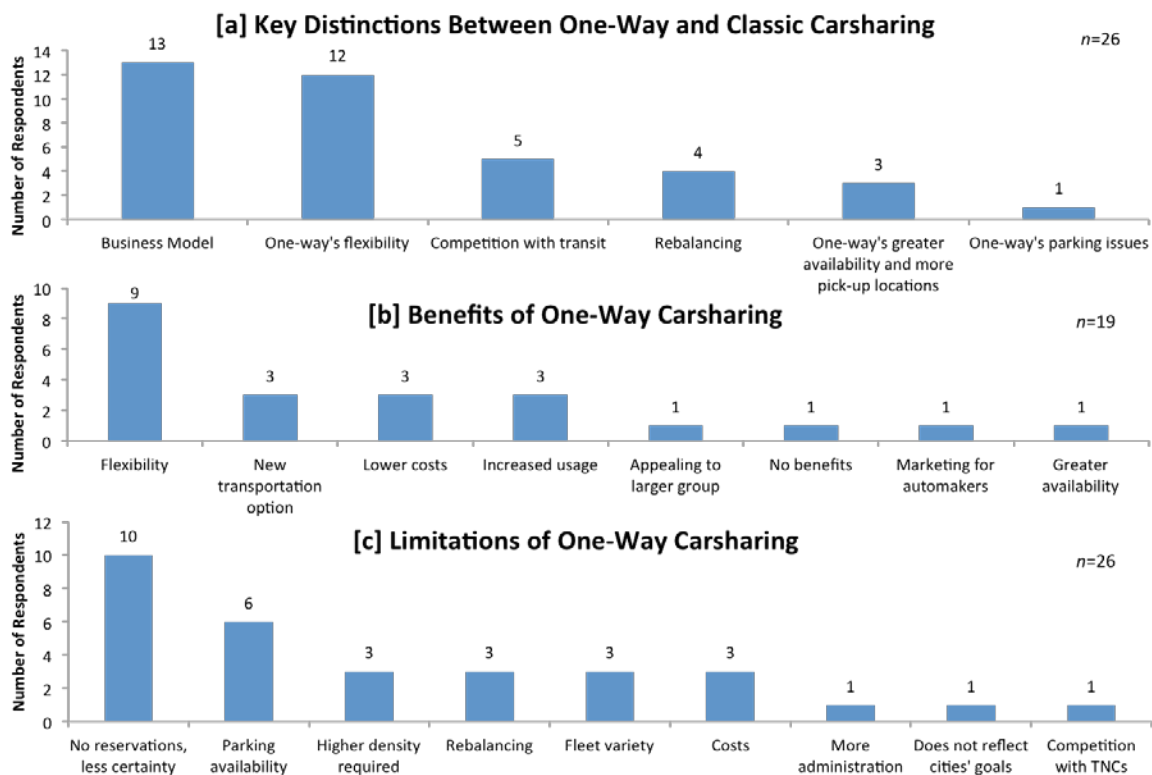 [a] Key Distinctions Between One-Way and Classic Carsharing
n=26
Number of Respondents
14
12
10
8
6
4
2
0
13
12
5
4
3
1
Business Model
One-way's flexibility
Competition with transit
Rebalancing
One-way's greater
availability and more
pick-up locations
One-way's parking issues
[b] Benefits of One-Way Carsharing
n=19
Number of Respondents
10
8
6
4
2
0
9
3
3
3
1
1
1
1
Flexibility
New
transportation
option
Lower costs
Increased usage
Appealing to
larger group
No benefits
Marketing for
automakers
Greater
availability
[c] Limitations of One-Way Carsharing
n=26
Number of Respondents
12
10
8
6
4
2
0
10
6
3
3
3
3
1
1
1
No reservations,
less certainty
Parking
availability
Higher density
required
Rebalancing
Fleet variety
Costs
More
administration
Does not reflect
cities' goals
Competition
with TNCs